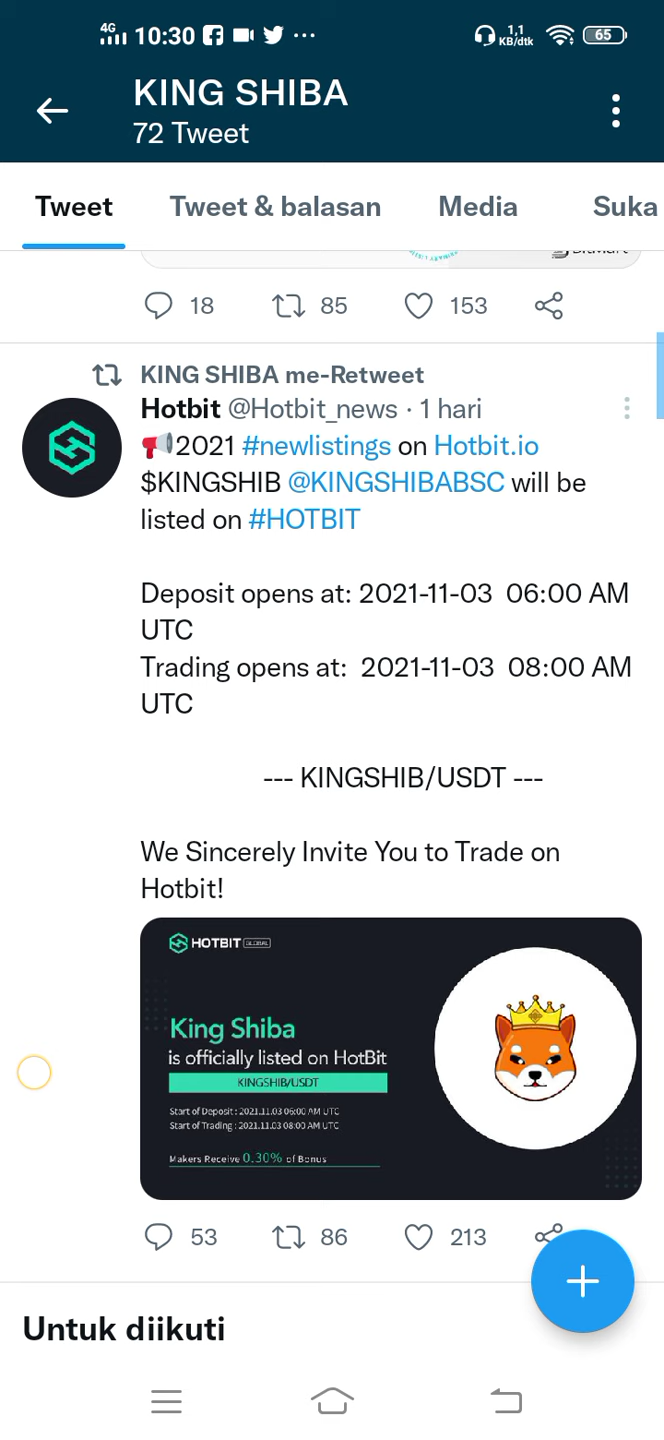 4G 10:30 ... 1,1 KB/dtk 65
KING SHIBA
72 Tweet
Tweet Tweet & balasan Media Suka
18 85 153
KING SHIBA me-Retweet
Hotbit @Hotbit_news · 1 hari
📢2021 #newlistings on Hotbit.io
$KINGSHIB @KINGSHIBABSC will be
listed on #HOTBIT
Deposit opens at: 2021-11-03 06:00 AM
UTC
Trading opens at: 2021-11-03 08:00 AM
UTC
--- KINGSHIB/USDT ---
We Sincerely Invite You to Trade on
Hotbit!
HOTBIT GLOBAL
King Shiba
is officially listed on HotBit
KINGSHIB/USDT
Start of Deposit : 2021.11.03 06:00 AM UTC
Start of Trading : 2021.11.03 08:00 AM UTC
Makers Receive 0.30% of Bonus
53 86 213
Untuk diikuti